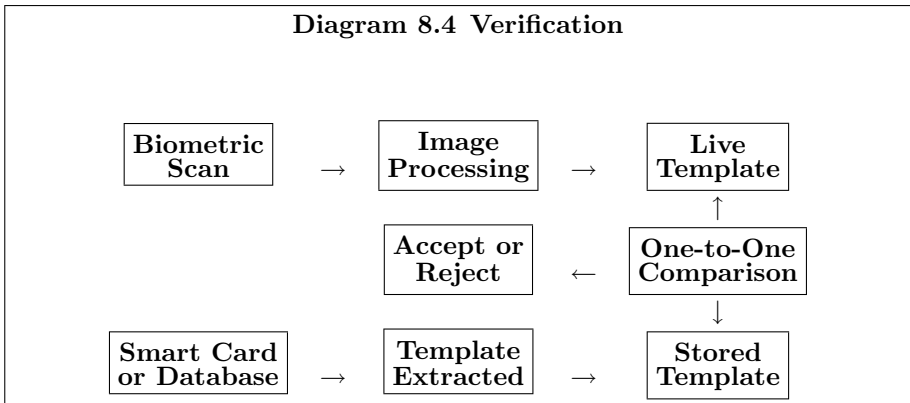 Diagram 8.4 Verification
Biometric
Scan
→
Image
Processing
→
Live
Template
↑
Accept or
Reject
←
One-to-One
Comparison
↓
Smart Card
or Database
→
Template
Extracted
→
Stored
Template